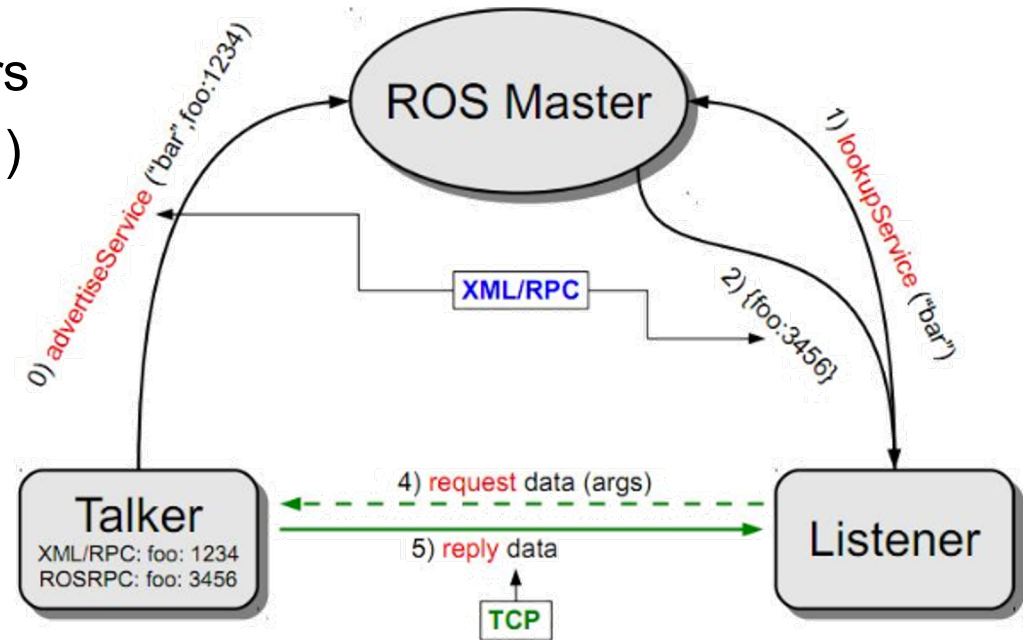 rs
)
ROS Master
0) advertiseService ("bar",foo:1234)
1) lookupService ("bar")
XML/RPC
2) {foo:3456}
4) request data (args)
Talker
XML/RPC: foo: 1234
ROSRPC: foo: 3456
Listener
5) reply data
TCP